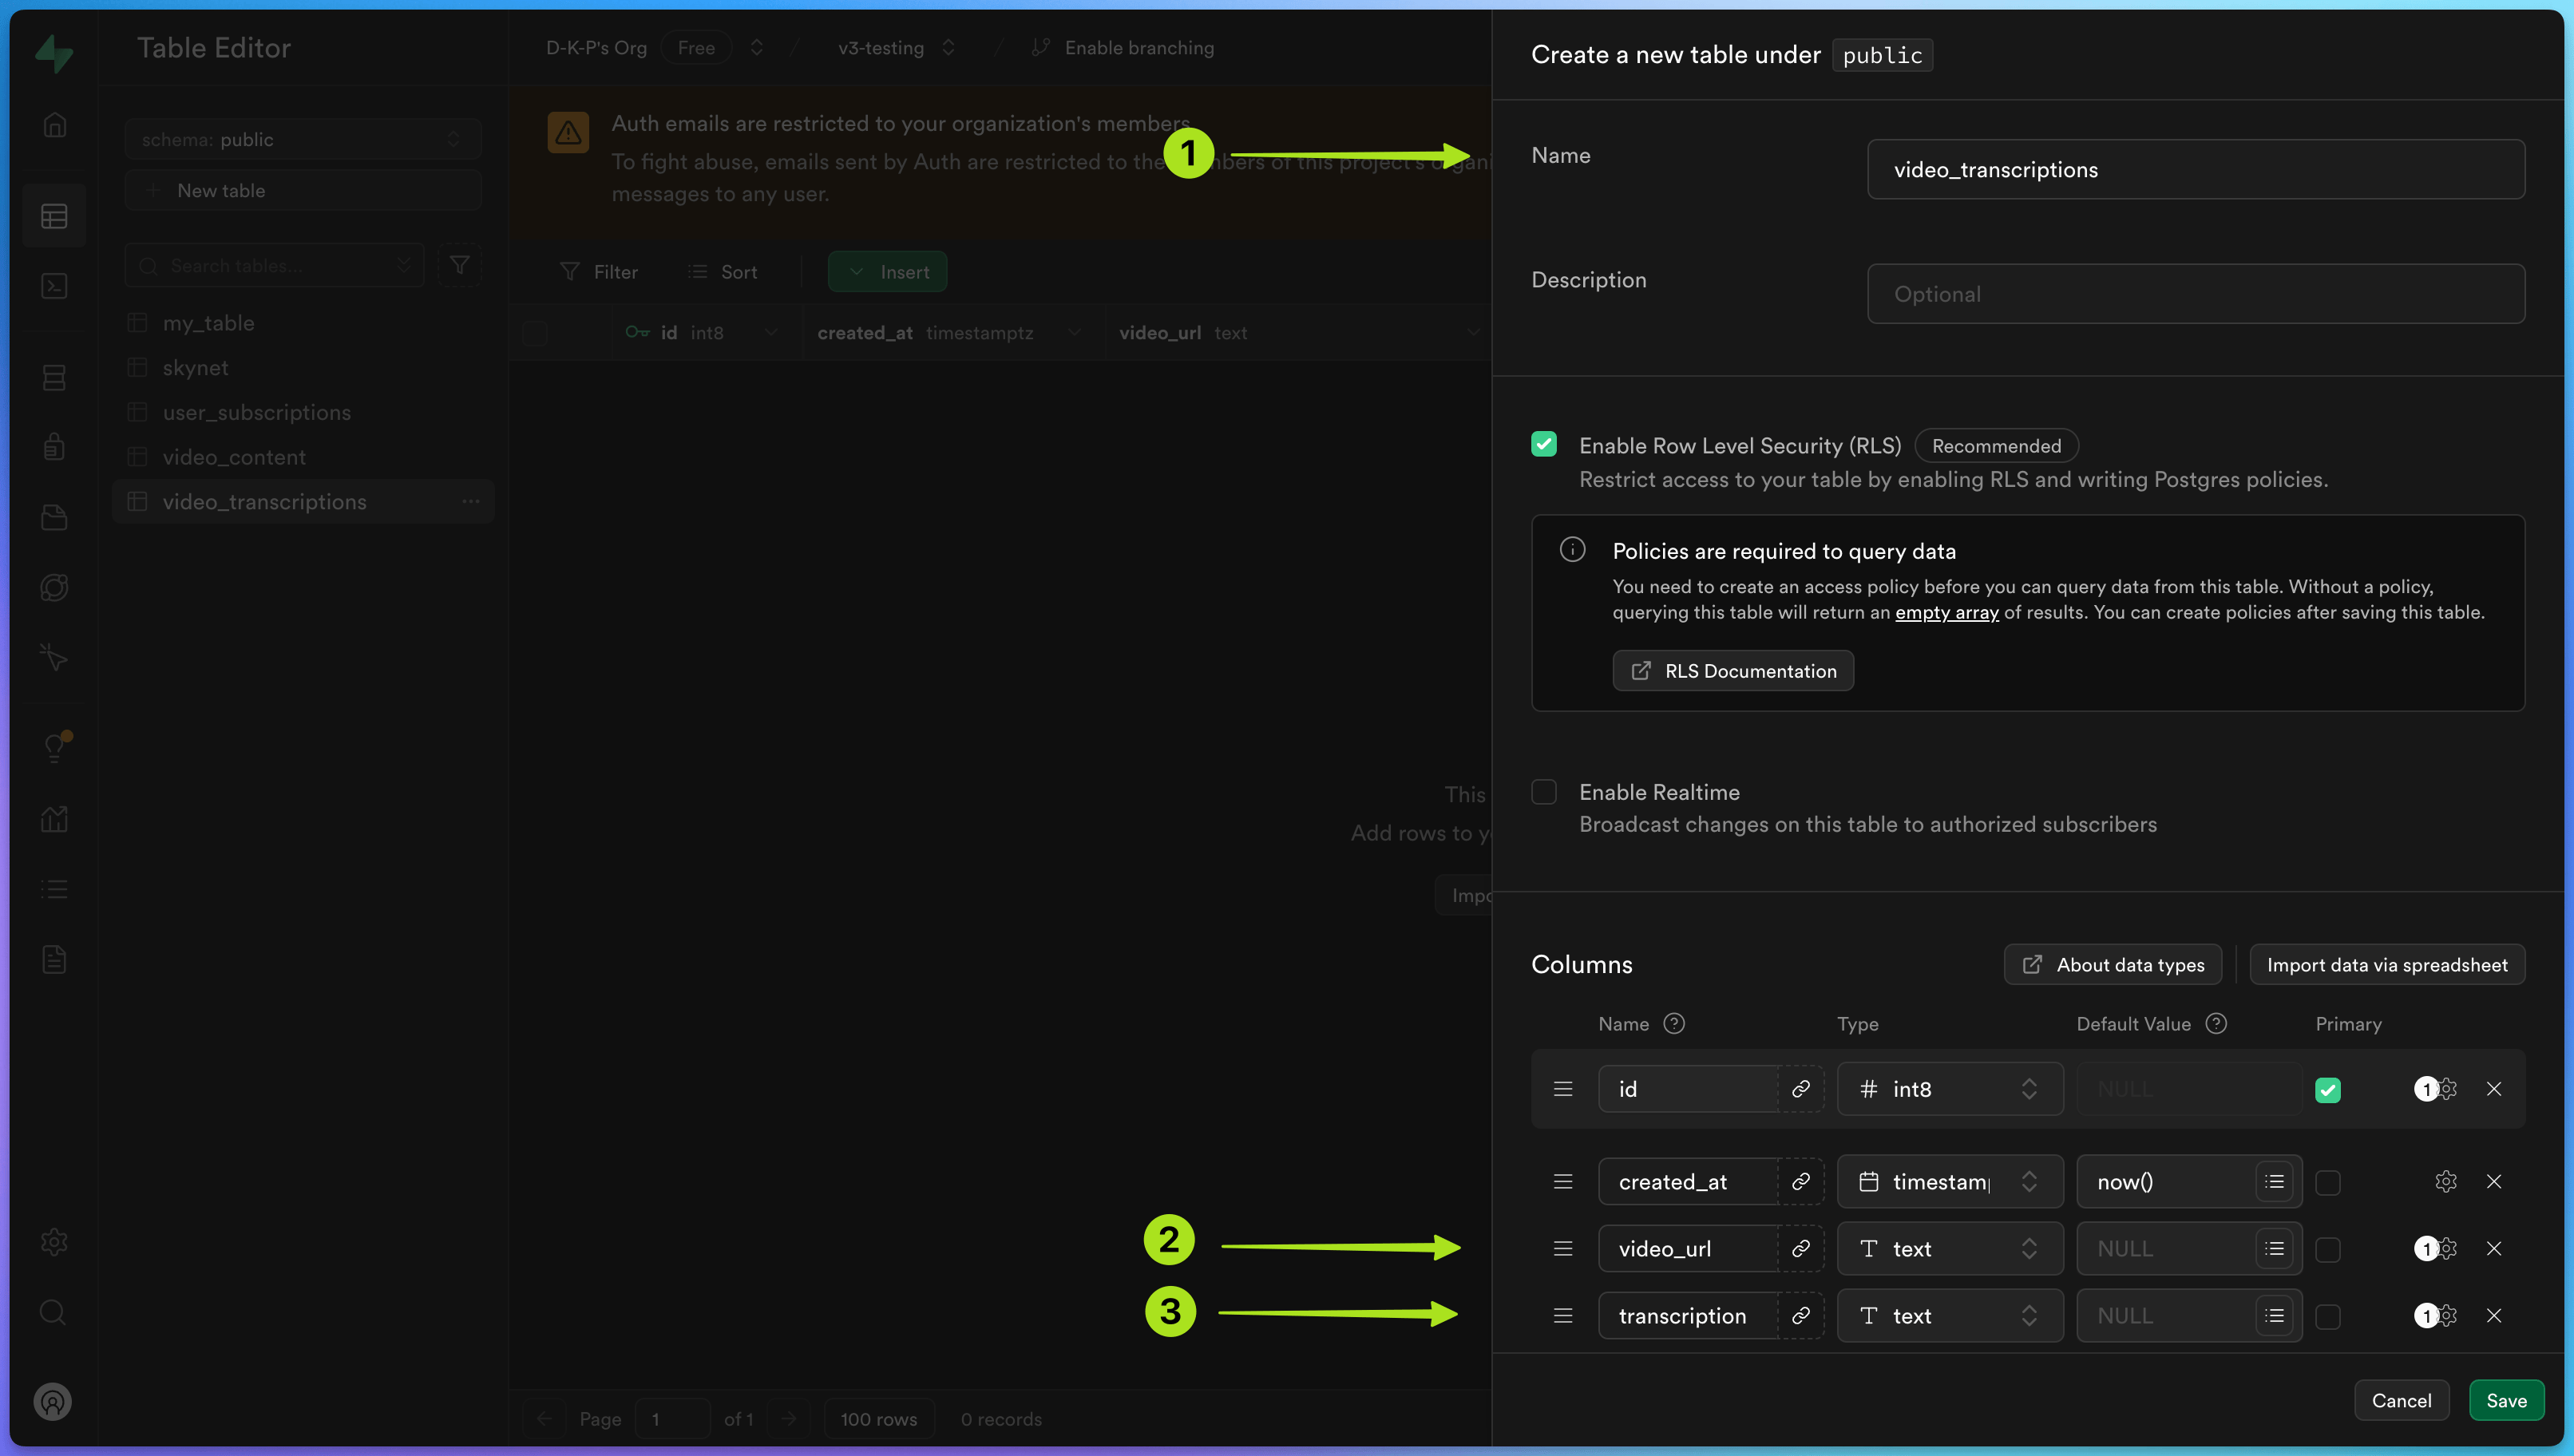 Table Editor
D-K-P's Org Free / v3-testing / Enable branching
schema: public
New table
Search tables...
my_table
skynet
user_subscriptions
video_content
video_transcriptions
Auth emails are restricted to your organization's members
To fight abuse, emails sent by Auth are restricted to the mbers of this project's organi
messages to any user.
Filter
Sort
Insert
id int8
created_at timestamptz
video_url text
This
Add rows to y
Impo
Page 1 of 1
100 rows
0 records
1
2
3
Create a new table under public
Name
video_transcriptions
Description
Optional
Enable Row Level Security (RLS) Recommended
Restrict access to your table by enabling RLS and writing Postgres policies.
Policies are required to query data
You need to create an access policy before you can query data from this table. Without a policy,
querying this table will return an empty array of results. You can create policies after saving this table.
RLS Documentation
Enable Realtime
Broadcast changes on this table to authorized subscribers
Columns
About data types
Import data via spreadsheet
Name ? Type Default Value ? Primary
id # int8 NULL 1
created_at timestam now()
video_url T text NULL 1
transcription T text NULL 1
Cancel
Save